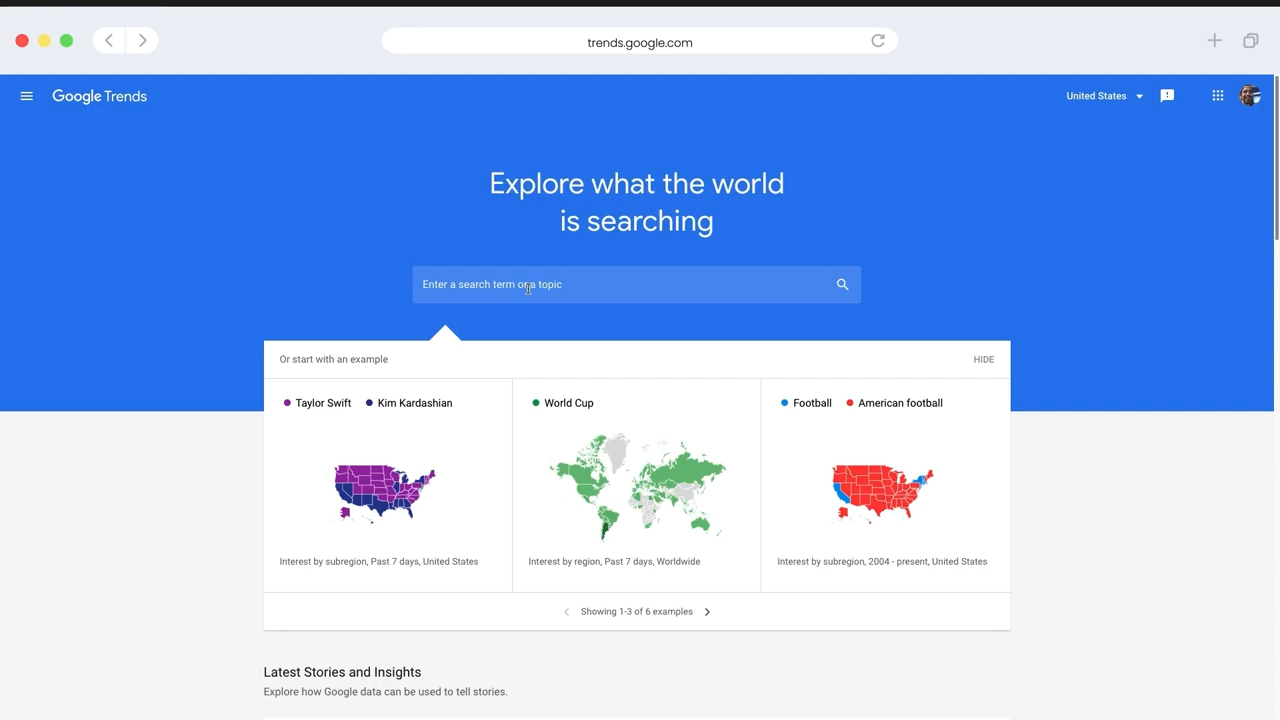 trends.google.com
Google Trends
United States
Explore what the world
is searching
Enter a search term or a topic
Or start with an example
HIDE
Taylor Swift
Kim Kardashian
World Cup
Football
American football
Interest by subregion, Past 7 days, United States
Interest by region, Past 7 days, Worldwide
Interest by subregion, 2004 - present, United States
Showing 1-3 of 6 examples
Latest Stories and Insights
Explore how Google data can be used to tell stories.